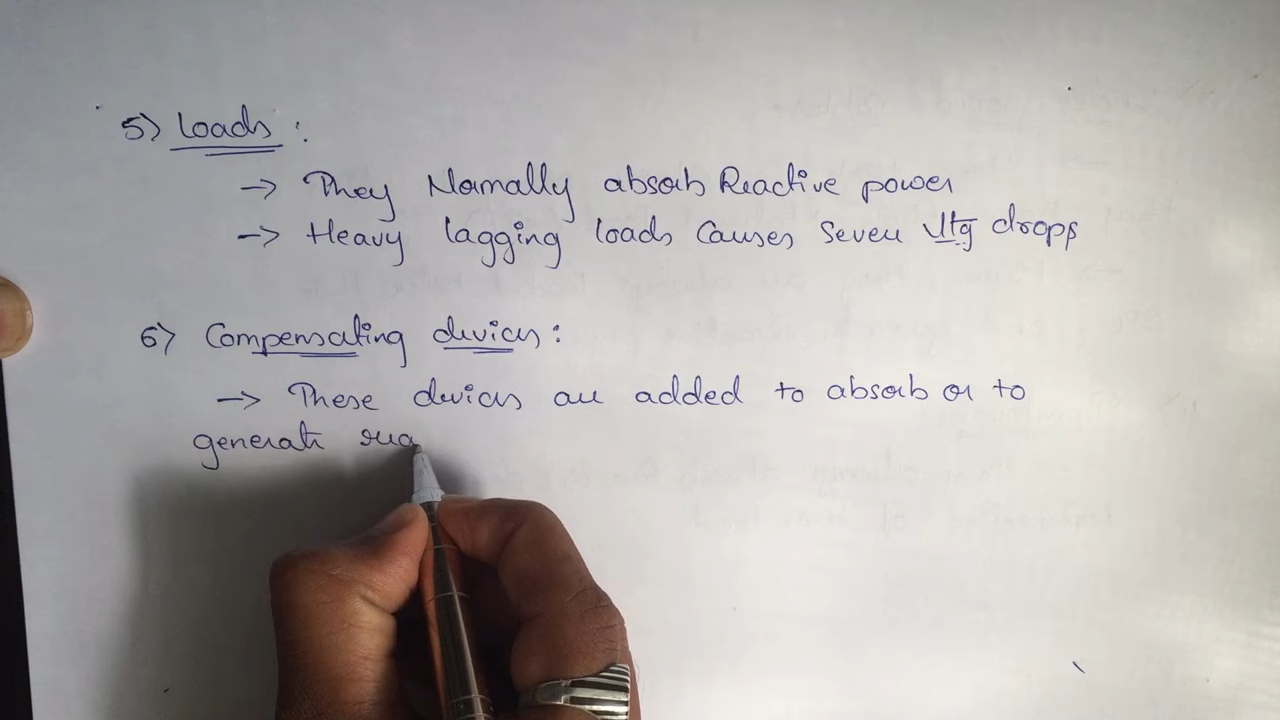 5) Loads :
→ They Normally absorb Reactive power
→ Heavy lagging loads Causes Severe Vtg drops
6) Compensating devices :
→ These devices are added to absorb or to
generate rea